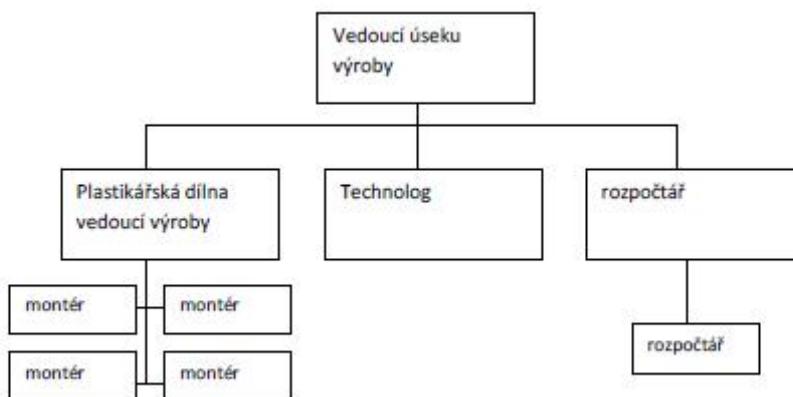 Vedoucí úseku
výroby
Plastikářská dílna
vedoucí výroby
Technolog
rozpočtář
montér
montér
rozpočtář
montér
montér